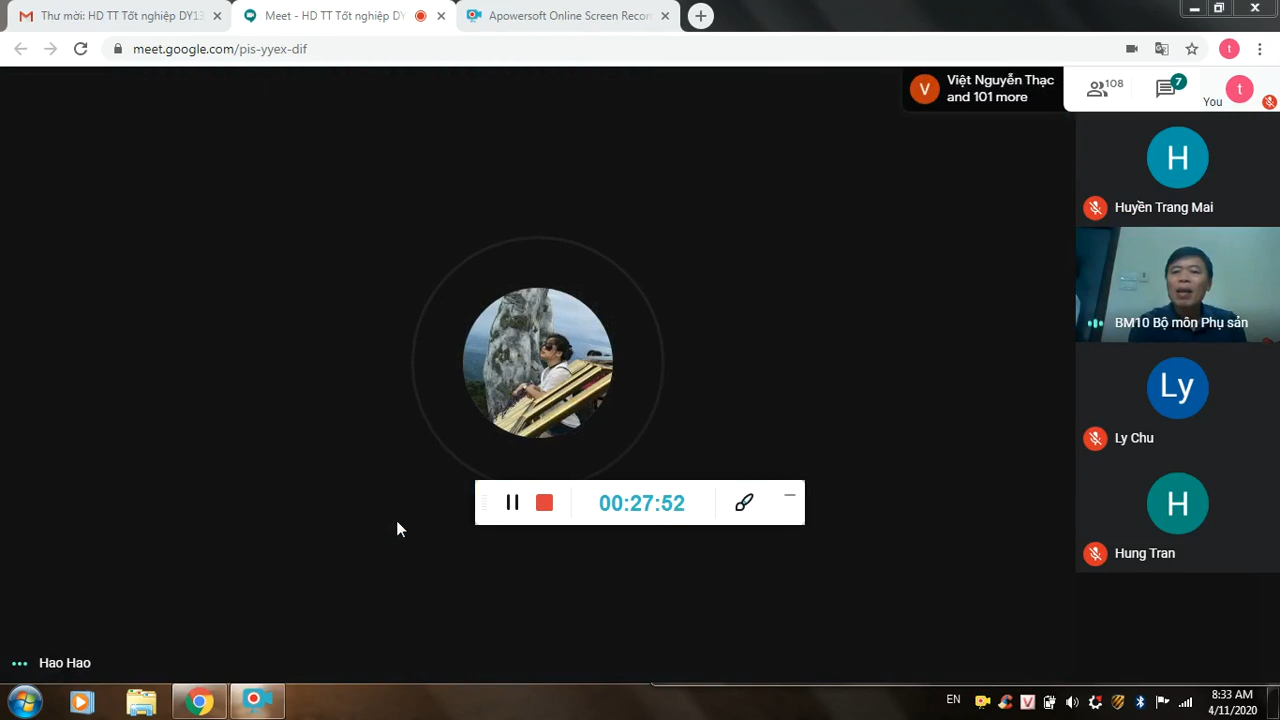 Thư mời: HD TT Tốt nghiệp DY13
Meet - HD TT Tốt nghiệp DY
Apowersoft Online Screen Recor
meet.google.com/pis-yyex-dif
t
V
Việt Nguyễn Thạc
and 101 more
108
7
You
t
H
Huyền Trang Mai
BM10 Bộ môn Phụ sản
Ly
Ly Chu
H
Hung Tran
00:27:52
Hao Hao
EN
8:33 AM
4/11/2020